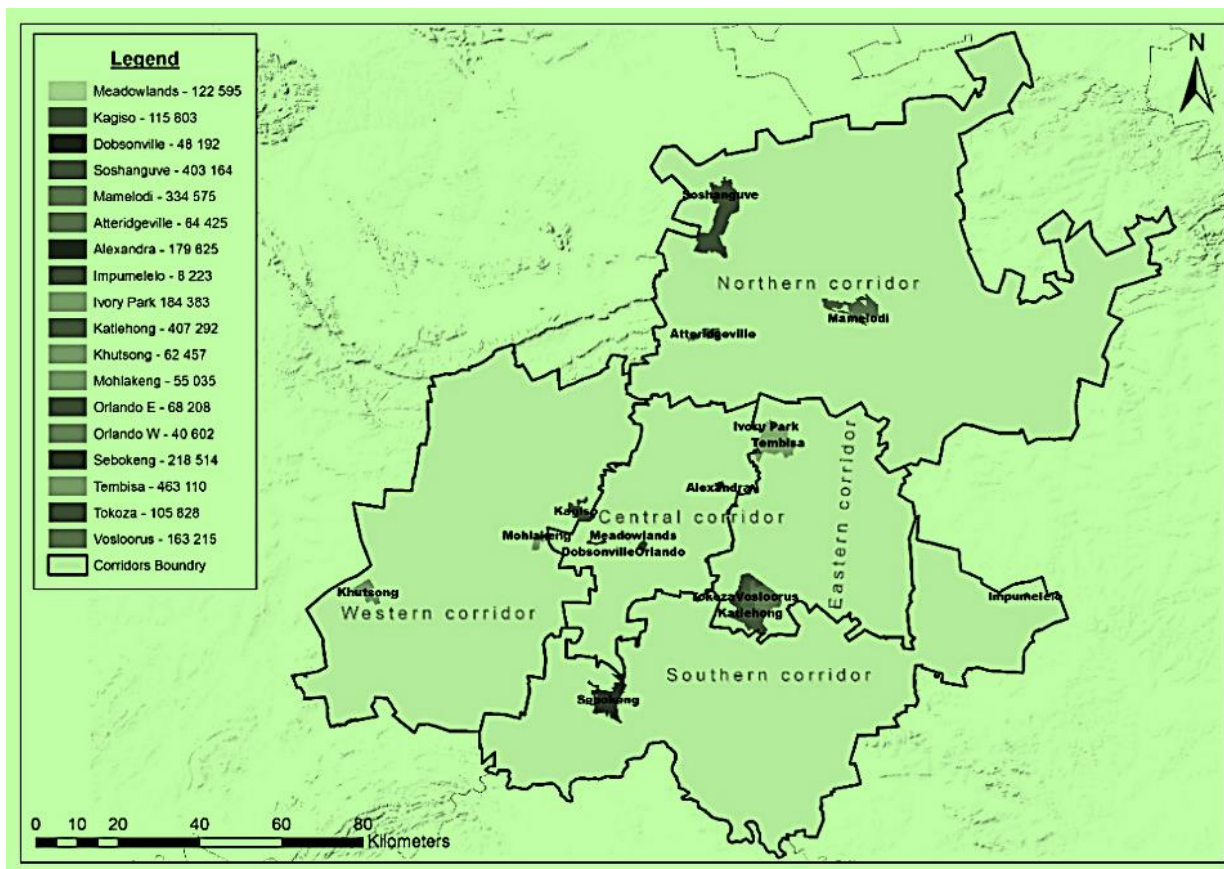 Legend
Meadowlands - 122 595
Kagiso - 115 803
Dobsonville - 48 192
Soshanguve - 403 164
Mamelodi - 334 575
Atteridgeville - 64 425
Alexandra - 179 625
Impumelelo - 6 223
Ivory Park 184 383
Katlehong - 407 292
Khutsong - 62 457
Mohlakeng - 55 035
Orlando E - 68 208
Orlando W - 40 602
Sebokeng - 218 514
Tembisa - 463 110
Tokoza - 105 828
Vosloorus - 163 215
Corridors Boundry
N
Soshanguve
Northern corridor
Mamelodi
Atteridgeville
Ivory Park
Tembisa
Eastern corridor
Alexandra
Kagiso
Central corridor
Mohlakeng
Meadowlands
DobsonvilleOrlando
Khutsong
Western corridor
TokozaVosloorus
Katlehong
Impumelelo
Southern corridor
Sebokeng
0 10 20 40 60 80
Kilometers